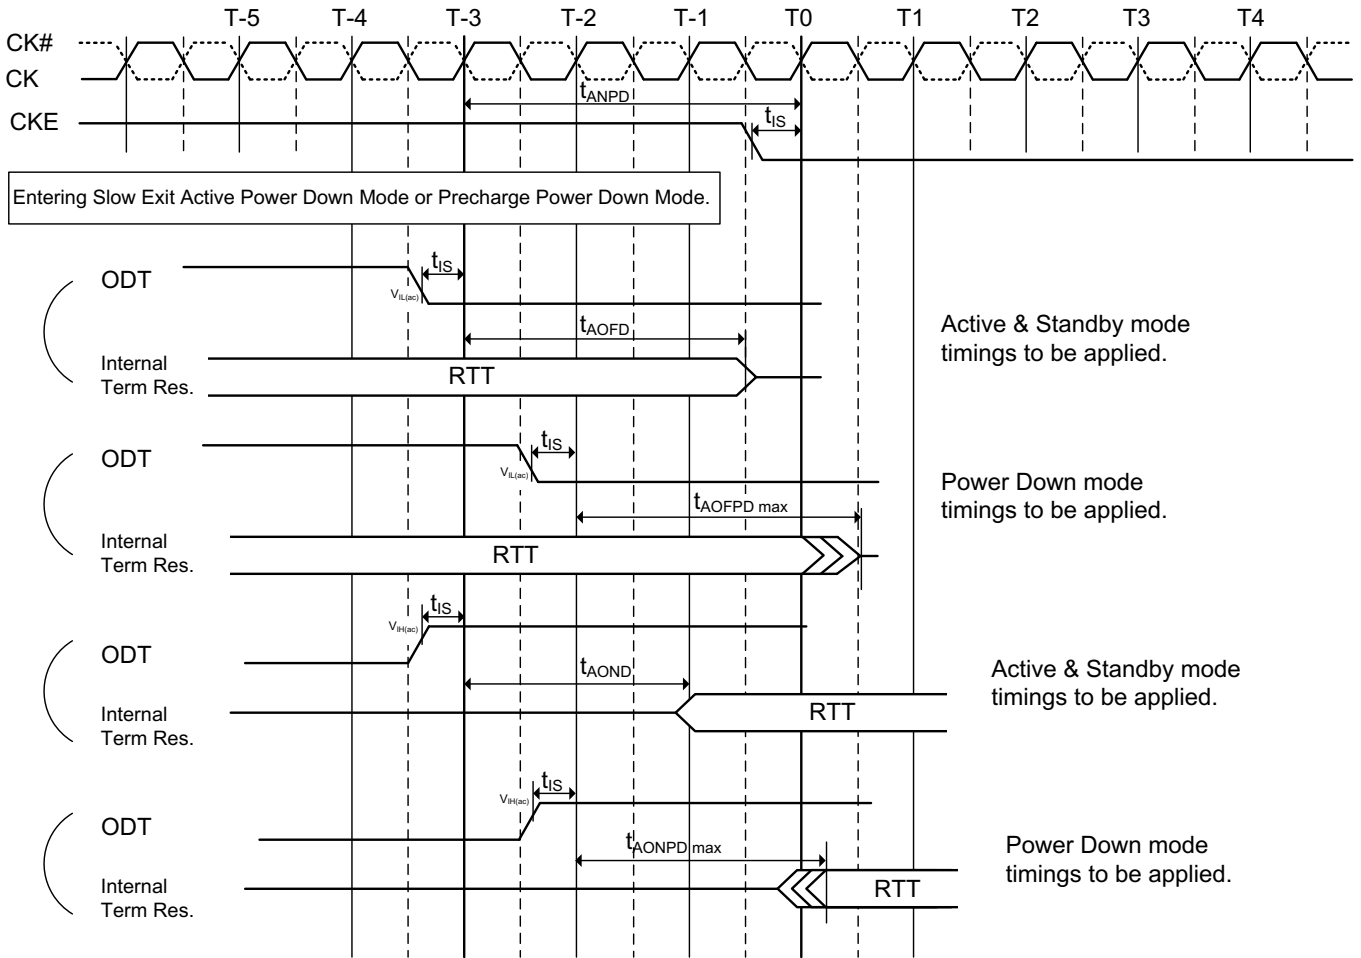 T-5 T-4 T-3 T-2 T-1 T0 T1 T2 T3 T4
CK#
CK
tANPD
CKE
tIS
Entering Slow Exit Active Power Down Mode or Precharge Power Down Mode.
ODT
tIS
VIL(ac)
tAOFD
Internal
Term Res.
RTT
Active & Standby mode
timings to be applied.
ODT
tIS
VIL(ac)
tAOFPD max
Internal
Term Res.
RTT
Power Down mode
timings to be applied.
tIS
VIH(ac)
ODT
tAOND
Internal
Term Res.
RTT
Active & Standby mode
timings to be applied.
tIS
VIH(ac)
ODT
tAONPD max
Internal
Term Res.
RTT
Power Down mode
timings to be applied.